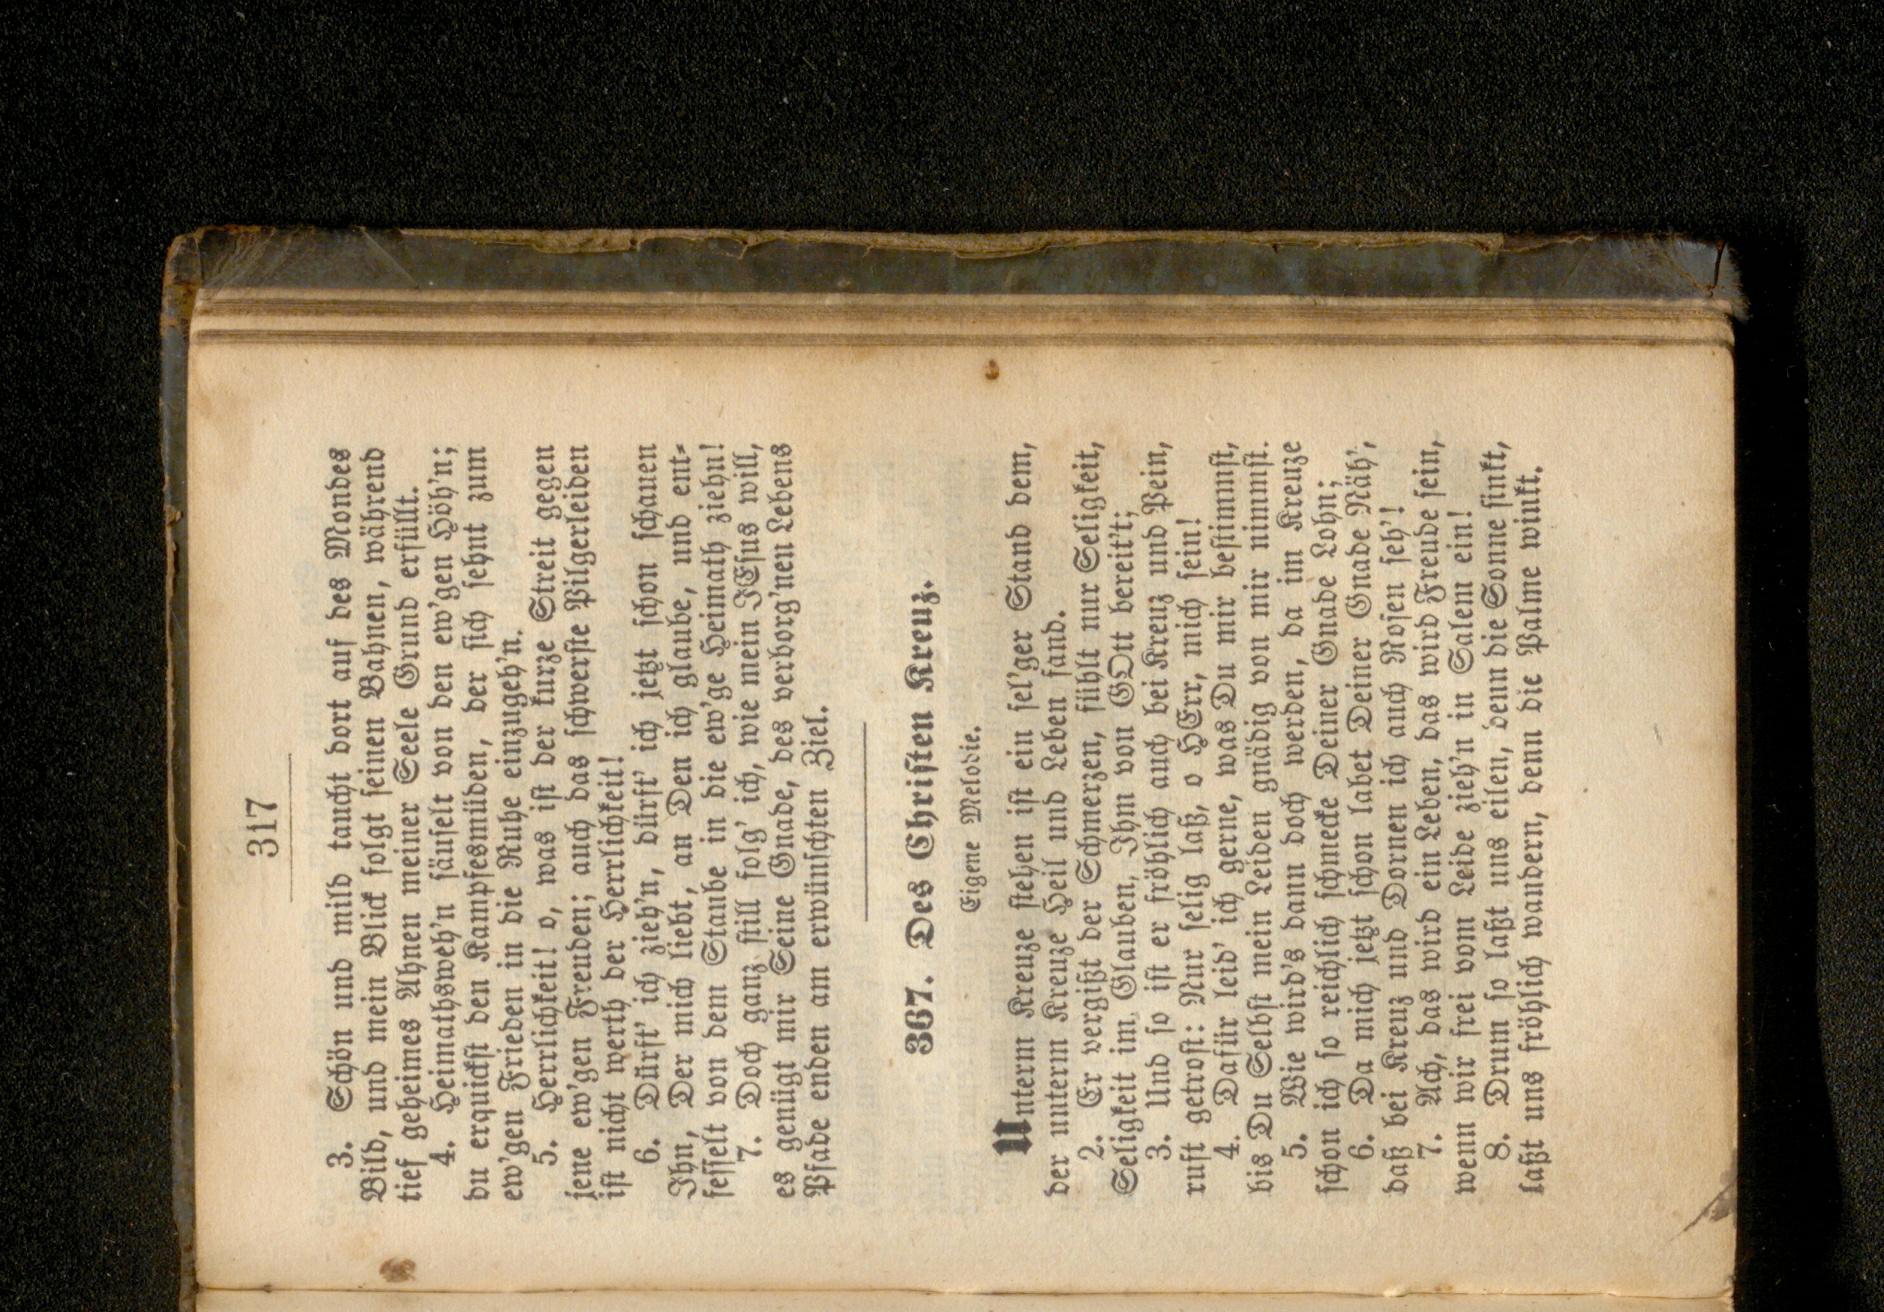 317
3. Schön und mild taucht dort auf des Mondes
Bild, und mein Blick folgt seinen Bahnen, während
tief geheimes Ahnen meiner Seele Grund erfüllt.
4. Heimathsweh'n säuselt von den ew'gen Höh'n;
du erquickst den Kampfesmüden, der sich sehnt zum
ew'gen Frieden in die Ruhe einzugeh'n.
5. Herrlichkeit! o, was ist der kurze Streit gegen
jene ew'gen Freuden; auch das schwerste Pilgerleiden
ist nicht werth der Herrlichkeit!
6. Dürft' ich zieh'n, dürft' ich jetzt schon schauen
Ihn, Der mich liebt, an Den ich glaube, und ent-
fesselt von dem Staube in die ew'ge Heimath ziehn!
7. Doch ganz still folg' ich, wie mein JEsus will,
es genügt mir Seine Gnade, des verborg'nen Lebens
Pfade enden am erwünschten Ziel.
367. Des Christen Kreuz.
Eigene Melodie.
Unterm Kreuze stehen ist ein sel'ger Stand dem,
der unterm Kreuze Heil und Leben fand.
2. Er vergißt der Schmerzen, fühlt nur Seligkeit,
Seligkeit im Glauben, Ihm von GOtt bereit't;
3. Und so ist er fröhlich auch bei Kreuz und Pein,
ruft getrost: Nur selig laß, o HErr, mich sein!
4. Dafür leid' ich gerne, was Du mir bestimmst,
bis Du Selbst mein Leiden gnädig von mir nimmst.
5. Wie wird's dann doch werden, da im Kreuze
schon ich so reichlich schmecke Deiner Gnade Lohn;
6. Da mich jetzt schon labet Deiner Gnade Näh',
daß bei Kreuz und Dornen ich auch Rosen seh'!
7. Ach, das wird ein Leben, das wird Freude sein,
wenn wir frei vom Leide zieh'n in Salem ein!
8. Drum so laßt uns eilen, denn die Sonne sinkt,
laßt uns fröhlich wandern, denn die Palme winkt.